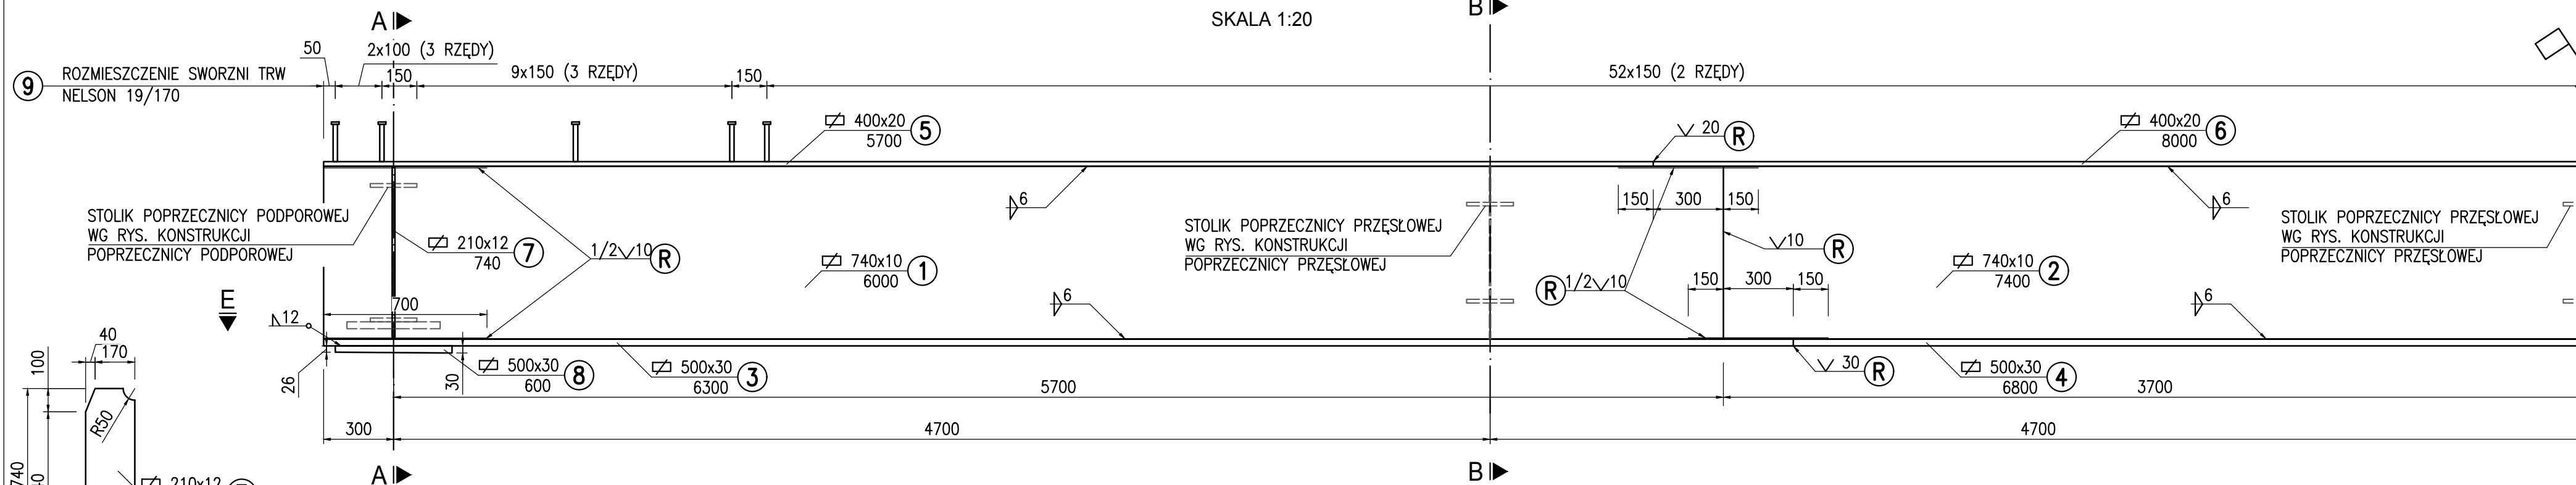 SKALA 1:20
A
B
50
2x100 (3 RZĘDY)
150
9x150 (3 RZĘDY)
150
52x150 (2 RZĘDY)
9
ROZMIESZCZENIE SWORZNI TRW
NELSON 19/170
400x20
5700
5
20
R
400x20
8000
6
6
150
300
150
6
STOLIK POPRZECZNICY PODPOROWEJ
WG RYS. KONSTRUKCJI
POPRZECZNICY PODPOROWEJ
210x12
740
7
1/2 10
R
740x10
6000
1
STOLIK POPRZECZNICY PRZĘSŁOWEJ
WG RYS. KONSTRUKCJI
POPRZECZNICY PRZĘSŁOWEJ
10
R
740x10
7400
2
STOLIK POPRZECZNICY PRZĘSŁOWEJ
WG RYS. KONSTRUKCJI
POPRZECZNICY PRZĘSŁOWEJ
R
1/2 10
150
300
150
E
700
12
6
6
26
30
500x30
600
8
500x30
6300
3
30
R
500x30
6800
4
5700
3700
300
4700
4700
40
170
100
R50
740
210x12
A
B